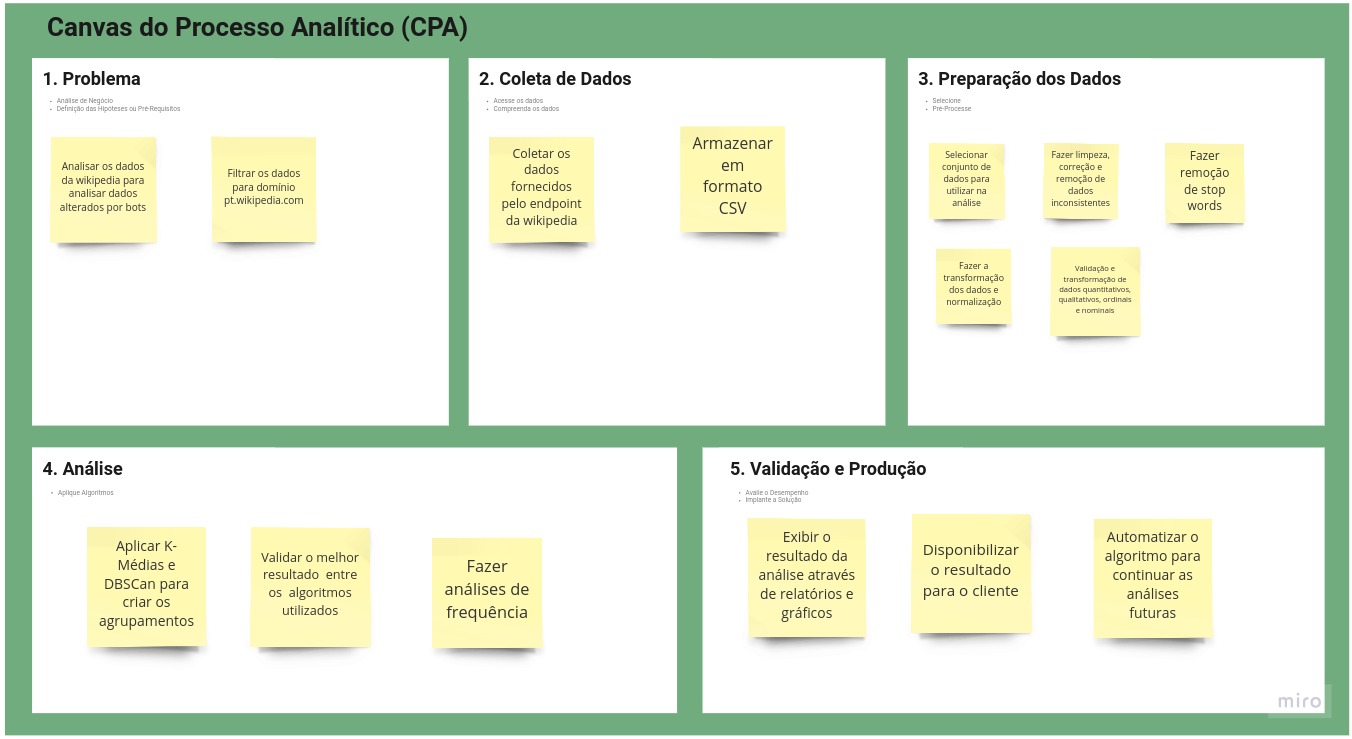 Canvas do Processo Analítico (CPA)
1. Problema
• Análise de Negócio
• Definição das Hipoteses ou Pré-Requisitos
Analisar os dados
da wikipedia para
analisar dados
alterados por bots
Filtrar os dados
para domínio
pt.wikipedia.com
2. Coleta de Dados
• Acesse os dados
• Compreenda os dados
Coletar os
dados
fornecidos
pelo endpoint
da wikipedia
Armazenar
em
formato
CSV
3. Preparação dos Dados
• Selecione
• Pré-Processe
Selecionar
conjunto de
dados para
utilizar na
análise
Fazer limpeza,
correção e
remoção de
dados
inconsistentes
Fazer
remoção
de stop
words
Fazer a
transformação
dos dados e
normalização
Validação e
transformação de
dados quantitativos,
qualitativos, ordinais
e nominais
4. Análise
• Aplique Algoritmos
Aplicar K-
Médias e
DBSCan para
criar os
agrupamentos
Validar o melhor
resultado entre
os algoritmos
utilizados
Fazer
análises de
frequência
5. Validação e Produção
• Avalie o Desempenho
• Implante a Solução
Exibir o
resultado da
análise através
de relatórios e
gráficos
Disponibilizar
o resultado
para o cliente
Automatizar o
algoritmo para
continuar as
análises
futuras
miro